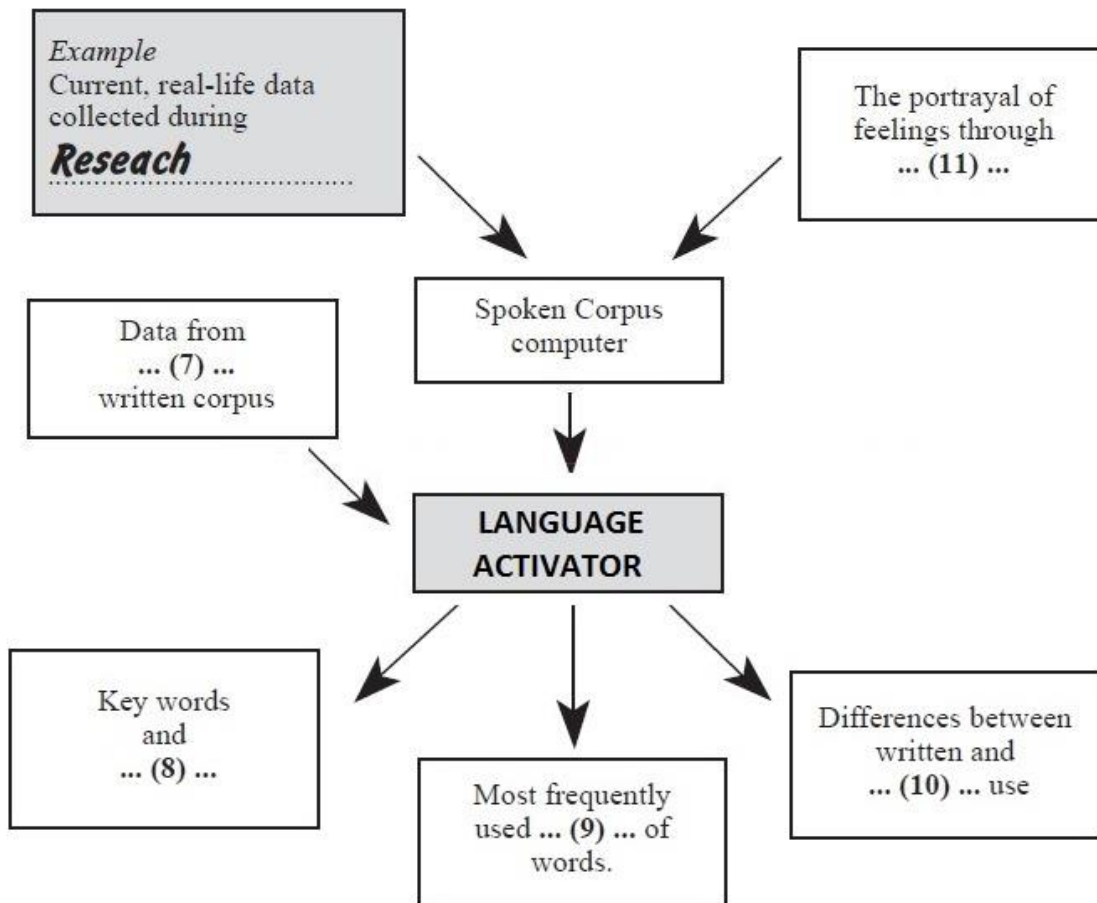 Example
Current, real-life data
collected during
Reseach
The portrayal of
feelings through
... (11) ...
Spoken Corpus
computer
Data from
... (7) ...
written corpus
LANGUAGE
ACTIVATOR
Key words
and
... (8) ...
Most frequently
used ... (9) ... of
words.
Differences between
written and
... (10) ... use